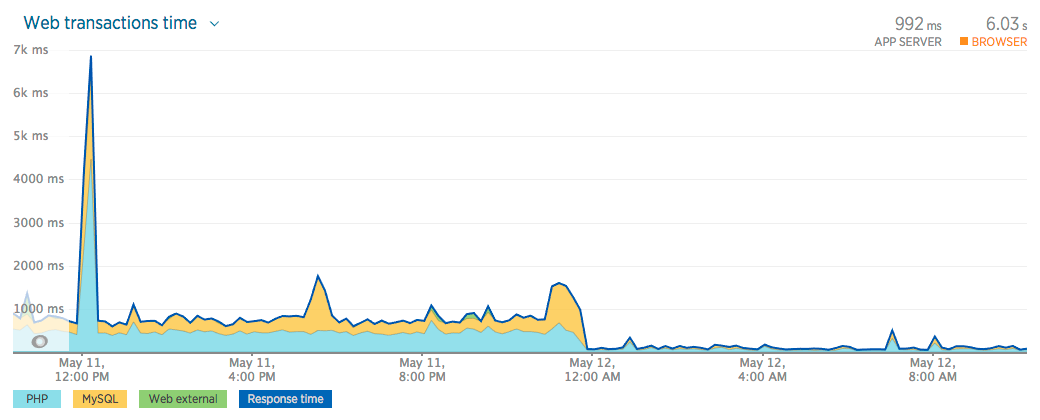 Web transactions time
992 ms
6.03 s
APP SERVER
BROWSER
7k ms
6k ms
5k ms
4000 ms
3000 ms
2000 ms
1000 ms
May 11, 12:00 PM
May 11, 4:00 PM
May 11, 8:00 PM
May 12, 12:00 AM
May 12, 4:00 AM
May 12, 8:00 AM
PHP
MySQL
Web external
Response time